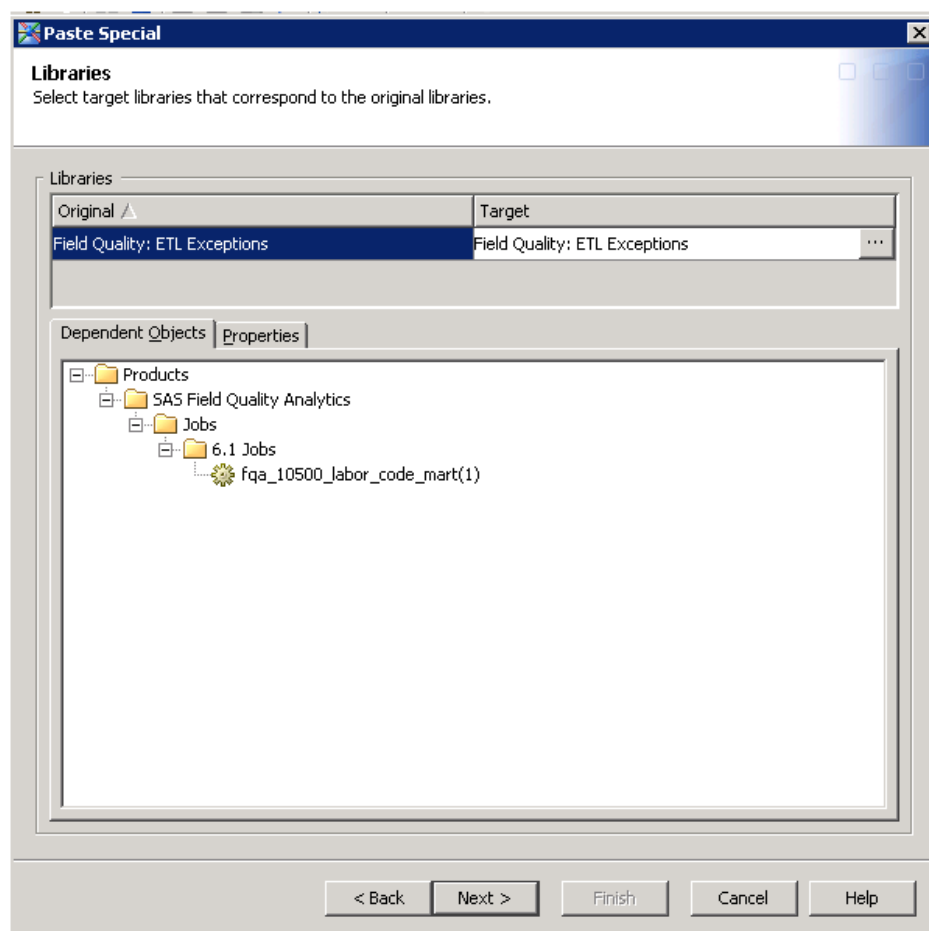 Paste Special
Libraries
Select target libraries that correspond to the original libraries.
Libraries
Original Target
Field Quality: ETL Exceptions Field Quality: ETL Exceptions ...
Dependent Objects Properties
Products
SAS Field Quality Analytics
Jobs
6.1 Jobs
fqa_10500_labor_code_mart(1)
< Back Next > Finish Cancel Help